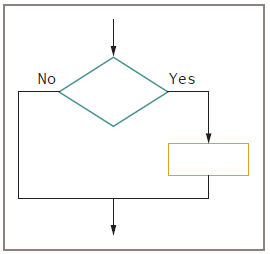 No Yes